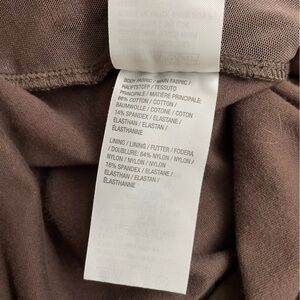 BODY FABRIC / MAIN FABRIC /
HAUPTSTOFF / TESSUTO
PRINCIPALE / MATIÈRE PRINCIPALE:
86% COTTON / COTTON /
BAUMWOLLE / COTONE / COTON
14% SPANDEX / ELASTANE /
ELASTHAN / ELASTAN /
ELASTHANNE
LINING / LINING / FUTTER / FODERA
/ DOUBLURE: 84% NYLON / NYLON /
NYLON / NYLON / NYLON
16% SPANDEX / ELASTANE /
ELASTHAN / ELASTAN /
ELASTHANNE